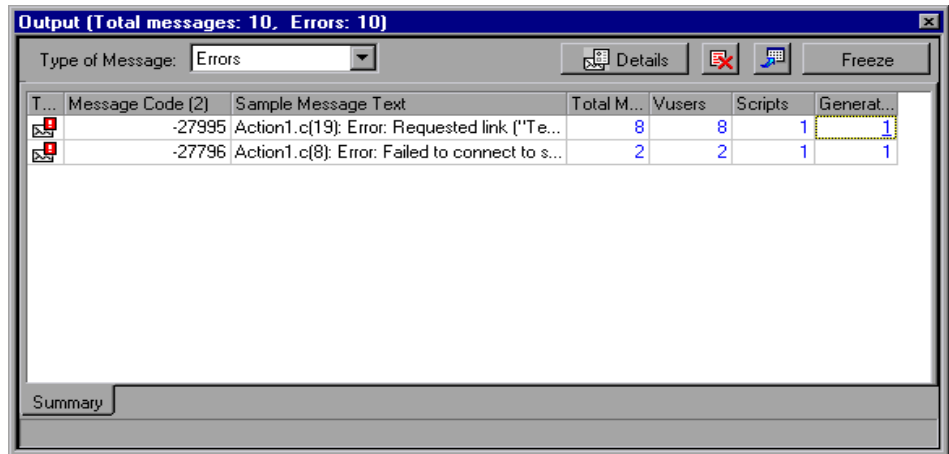 Output (Total messages: 10, Errors: 10)
Type of Message: Errors Details Freeze
T... Message Code (2) Sample Message Text Total M... Vusers Scripts Generat...
-27995 Action1.c(19): Error: Requested link ("Te... 8 8 1 1
-27796 Action1.c(8): Error: Failed to connect to s... 2 2 1 1
Summary